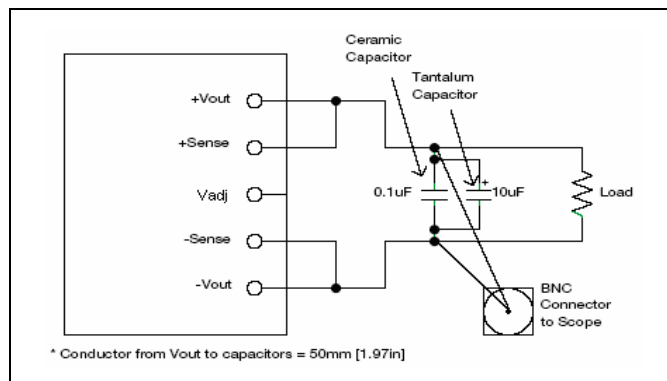 Ceramic
Capacitor
Tantalum
Capacitor
+Vout
+Sense
Vadj
-Sense
-Vout
0.1uF
+
10uF
Load
BNC
Connector
to Scope
* Conductor from Vout to capacitors = 50mm [1.97in]